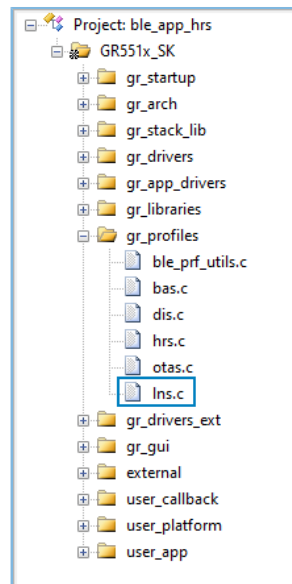 Project: ble_app_hrs
GR551x_SK
gr_startup
gr_arch
gr_stack_lib
gr_drivers
gr_app_drivers
gr_libraries
gr_profiles
ble_prf_utils.c
bas.c
dis.c
hrs.c
otas.c
lns.c
gr_drivers_ext
gr_gui
external
user_callback
user_platform
user_app